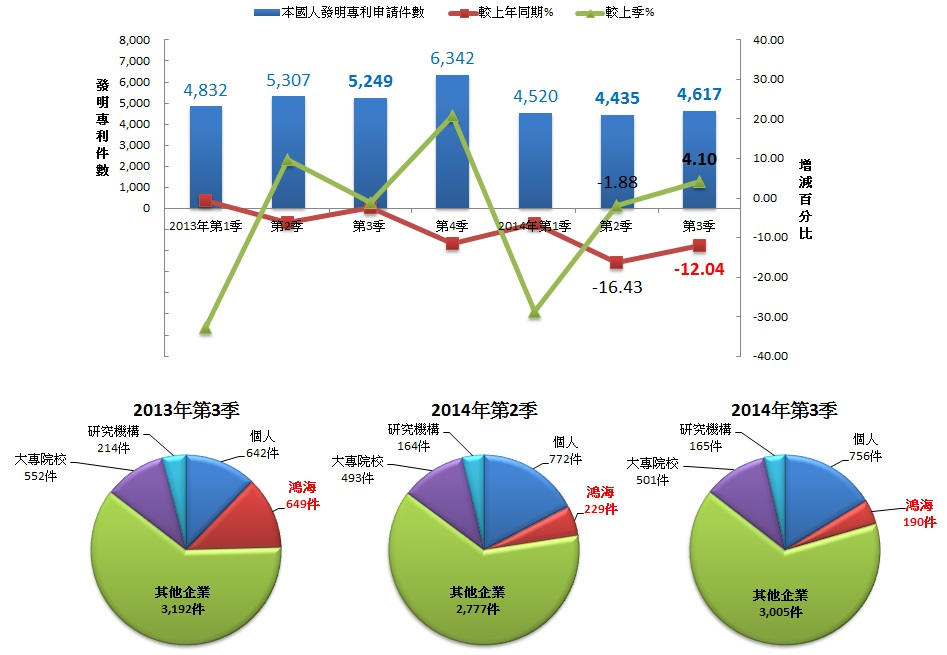 本國人發明專利申請件數 較上年同期% 較上季%
發明專利件數
8,000
7,000
6,000
5,000
4,000
3,000
2,000
1,000
0
4,832 5,307 5,249 6,342 4,520 4,435 4,617
-1.88 4.10
2013年第1季 第2季 第3季 第4季 2014年第1季 第2季 第3季
-16.43 -12.04
40.00
30.00
20.00
10.00
0.00
-10.00
-20.00
-30.00
-40.00
增減百分比
2013年第3季
研究機構
214件
個人
642件
大專院校
552件
鴻海
649件
其他企業
3,192件
2014年第2季
研究機構
164件
個人
772件
大專院校
493件
鴻海
229件
其他企業
2,777件
2014年第3季
研究機構
165件
個人
756件
大專院校
501件
鴻海
190件
其他企業
3,005件